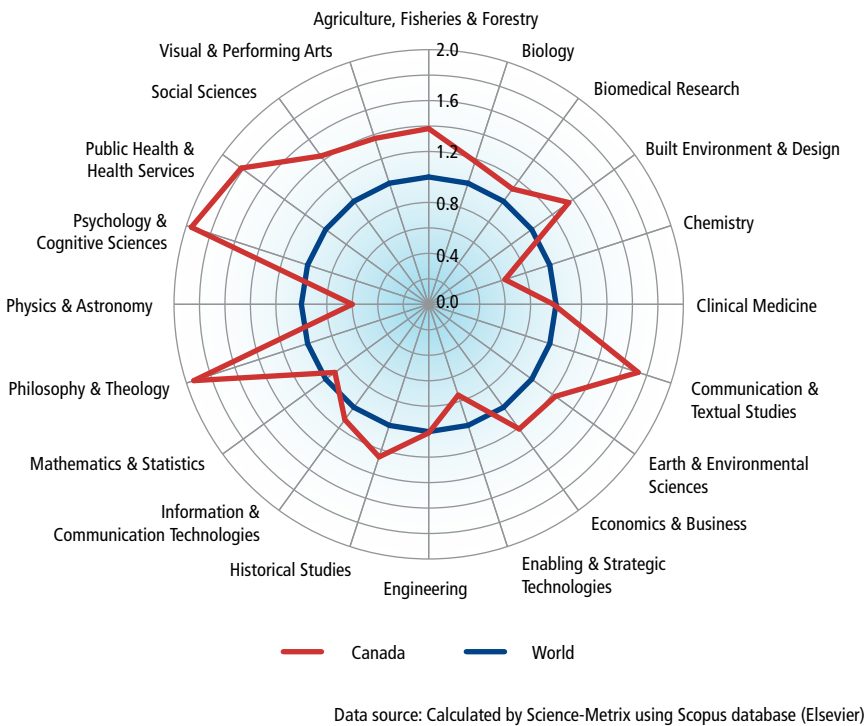 Agriculture, Fisheries & Forestry
Visual & Performing Arts
2.0
Biology
Social Sciences
1.6
Biomedical Research
Public Health &
Health Services
1.2
Built Environment & Design
Psychology &
Cognitive Sciences
0.8
Chemistry
0.4
Physics & Astronomy
0.0
Clinical Medicine
Philosophy & Theology
Communication &
Textual Studies
Mathematics & Statistics
Earth & Environmental
Sciences
Information &
Communication Technologies
Economics & Business
Historical Studies
Enabling & Strategic
Technologies
Engineering
Canada
World
Data source: Calculated by Science-Metrix using Scopus database (Elsevier)